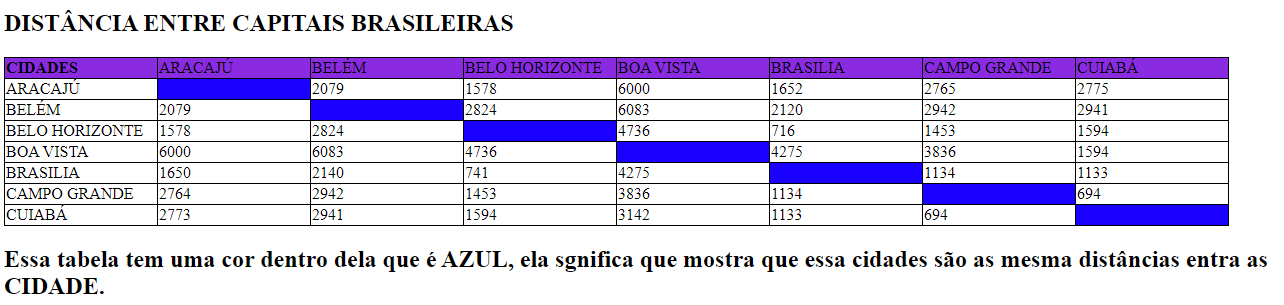 DISTÂNCIA ENTRE CAPITAIS BRASILEIRAS
CIDADES ARACAJÚ BELÉM BELO HORIZONTE BOA VISTA BRASILIA CAMPO GRANDE CUIABÁ
ARACAJÚ 2079 1578 6000 1652 2765 2775
BELÉM 2079 2824 6083 2120 2942 2941
BELO HORIZONTE 1578 2824 4736 716 1453 1594
BOA VISTA 6000 6083 4736 4275 3836 1594
BRASILIA 1650 2140 741 4275 1134 1133
CAMPO GRANDE 2764 2942 1453 3836 1134 694
CUIABÁ 2773 2941 1594 3142 1133 694
Essa tabela tem uma cor dentro dela que é AZUL, ela sgnifica que mostra que essa cidades são as mesma distâncias entra as
CIDADE.